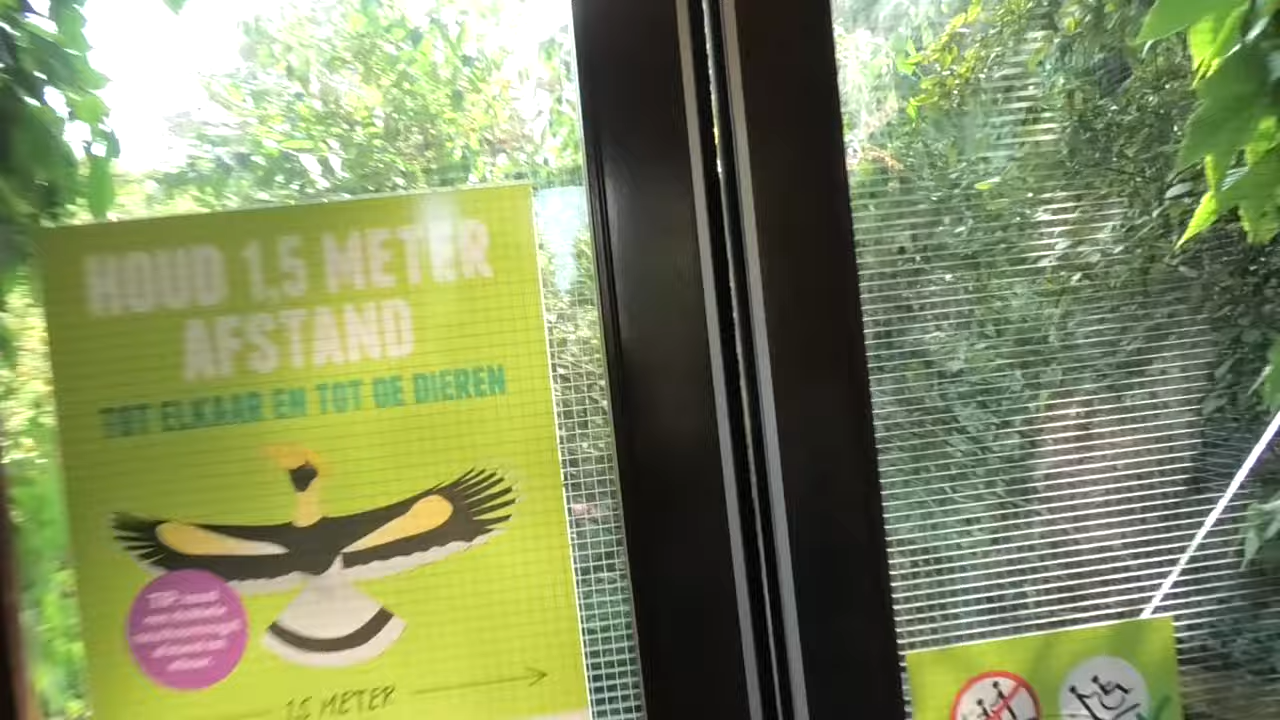 HOUD 1,5 METER
AFSTAND
TOT ELKAAR EN TOT DE DIEREN
1,5 METER